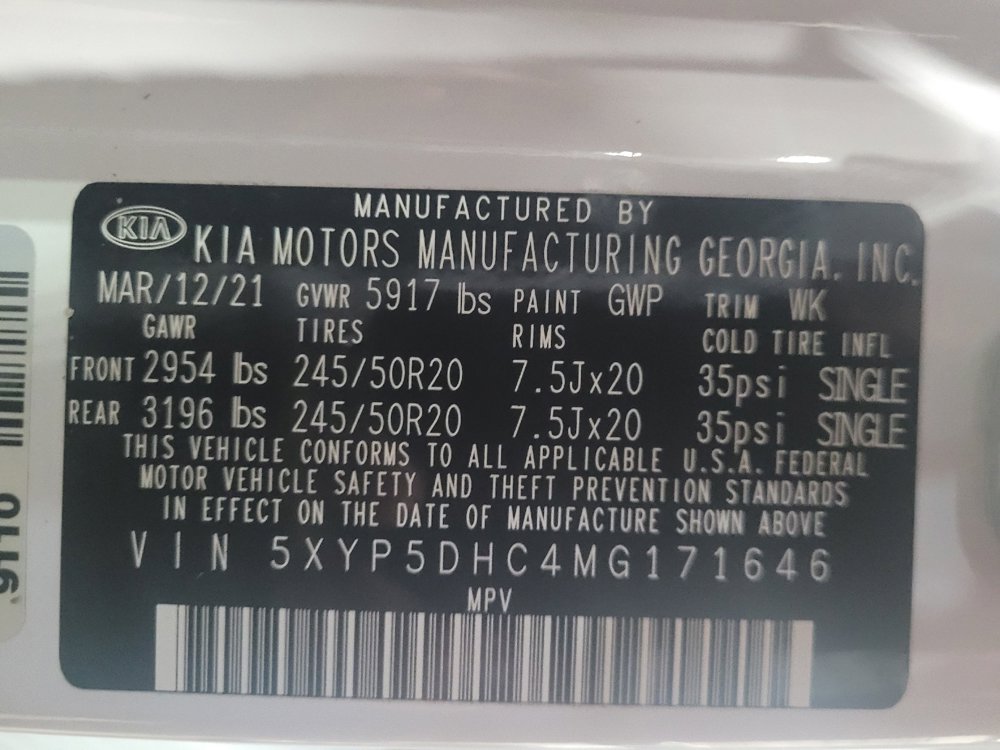 MANUFACTURED BY
KIA
KIA MOTORS MANUFACTURING GEORGIA, INC.
MAR/12/21 GVWR 5917 lbs PAINT GWP TRIM WK
GAWR TIRES RIMS COLD TIRE INFL
FRONT 2954 lbs 245/50R20 7.5Jx20 35psi SINGLE
REAR 3196 lbs 245/50R20 7.5Jx20 35psi SINGLE
THIS VEHICLE CONFORMS TO ALL APPLICABLE U.S.A. FEDERAL
MOTOR VEHICLE SAFETY AND THEFT PREVENTION STANDARDS
IN EFFECT ON THE DATE OF MANUFACTURE SHOWN ABOVE
VIN 5XYP5DHC4MG171646
MPV